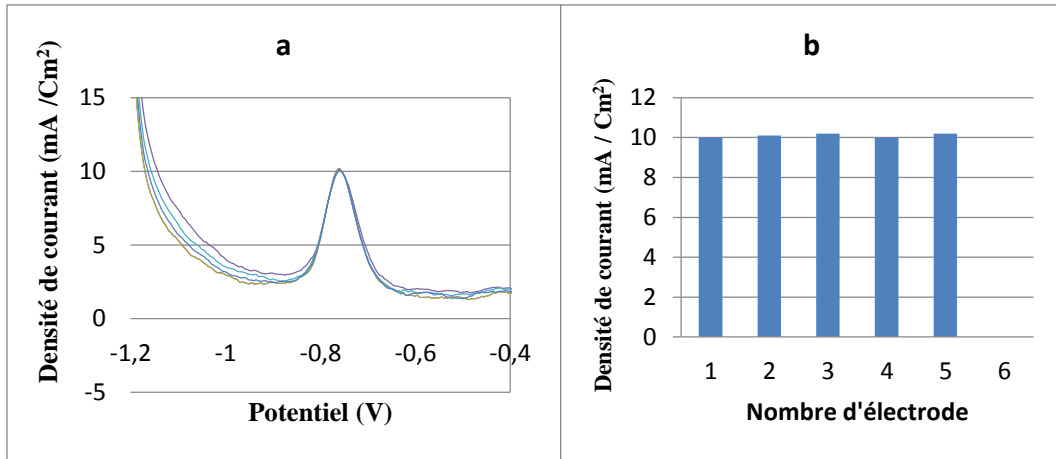 a
Densité de courant (mA /Cm²)
15
10
5
0
-5
-1,2 -1 -0,8 -0,6 -0,4
Potentiel (V)
b
Densité de courant (mA / Cm²)
12
10
8
6
4
2
0
1 2 3 4 5 6
Nombre d'électrode